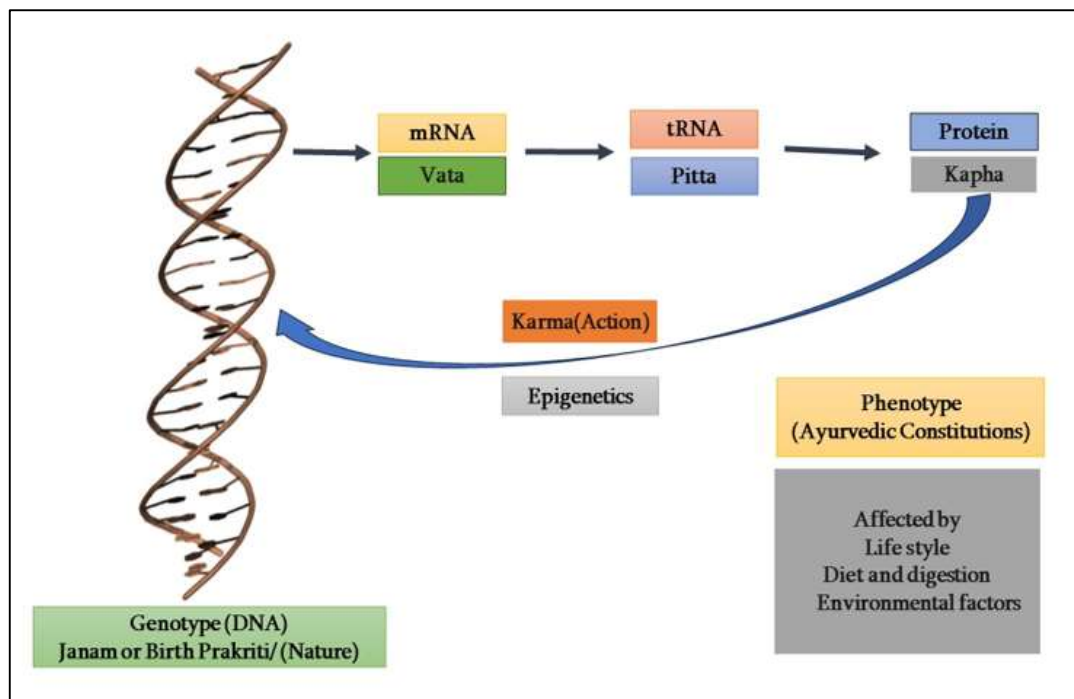 mRNA
Vata
tRNA
Pitta
Protein
Kapha
Karma(Action)
Epigenetics
Phenotype
(Ayurvedic Constitutions)
Affected by
Life style
Diet and digestion
Environmental factors
Genotype (DNA)
Janam or Birth Prakriti/ (Nature)